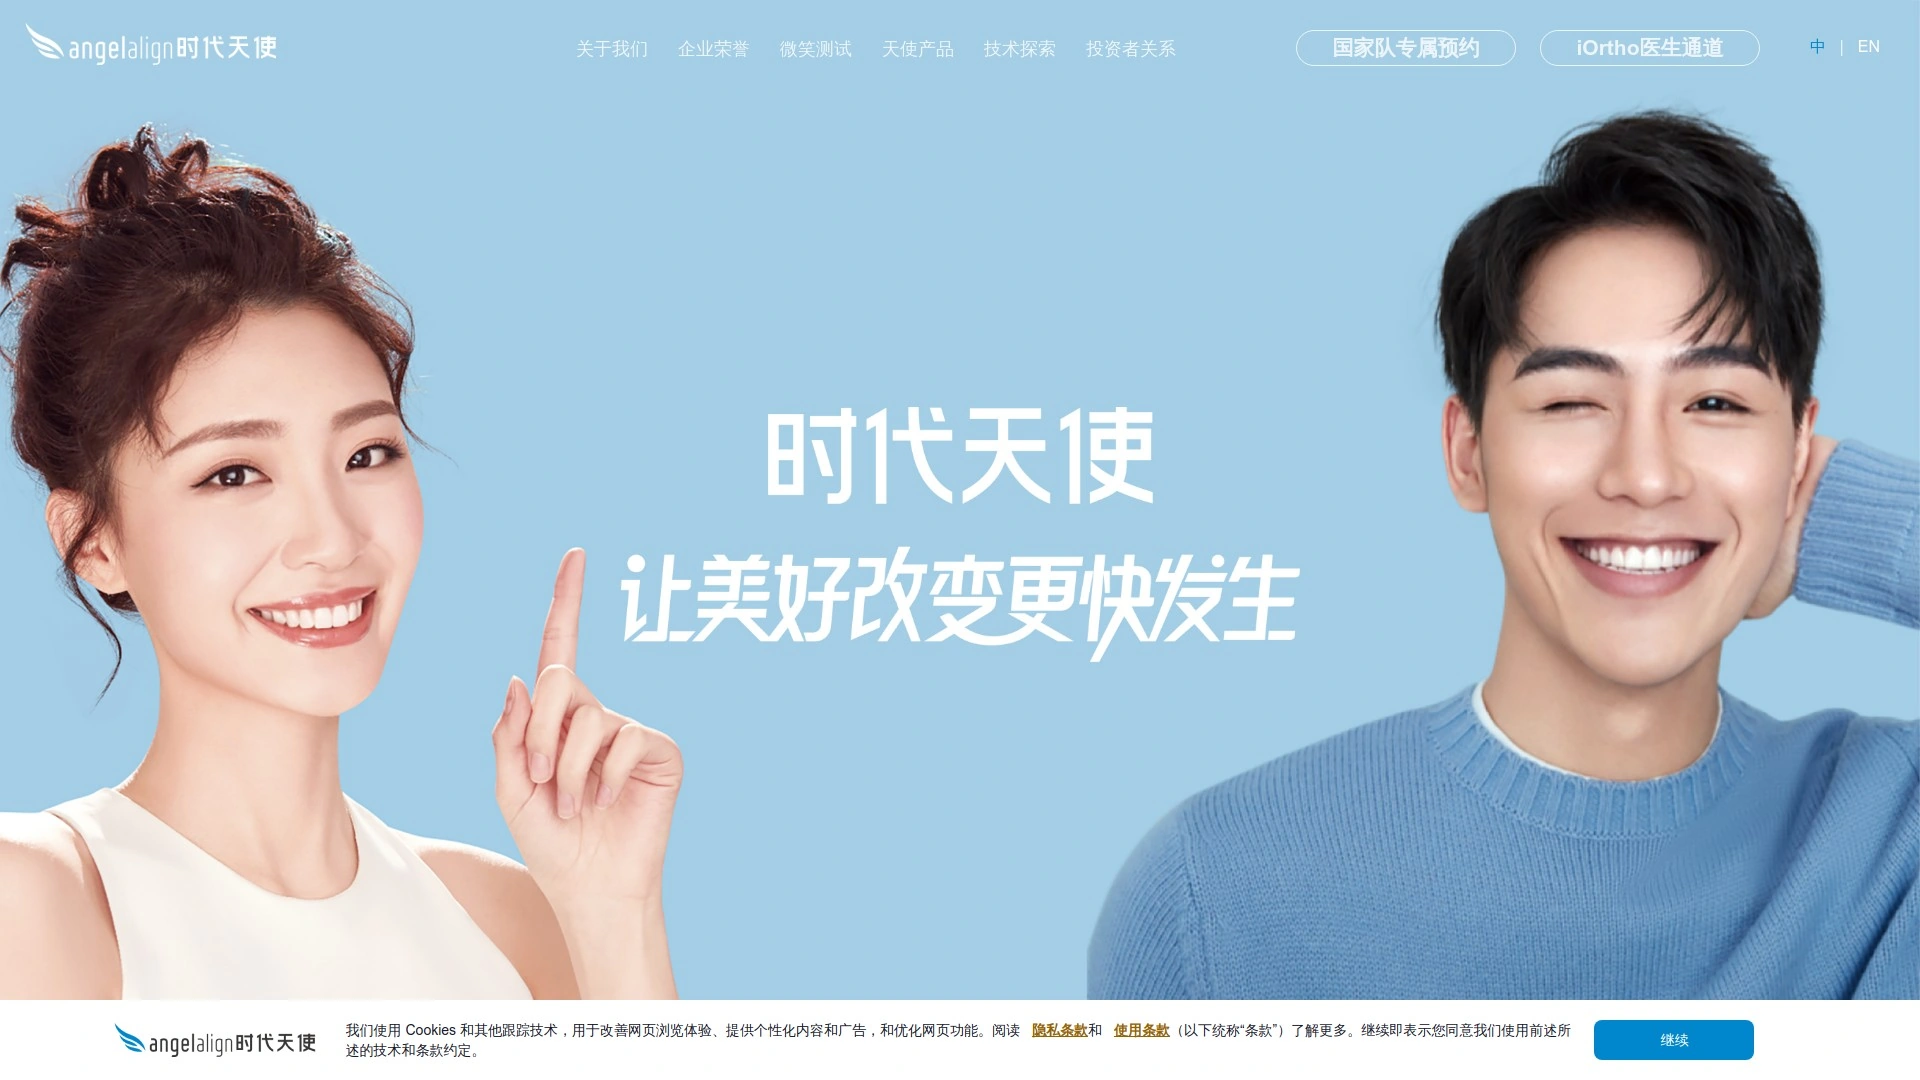 angelalign时代天使
关于我们 企业荣誉 微笑测试 天使产品 技术探索 投资者关系
国家队专属预约 iOrtho医生通道 中 | EN
时代天使
让美好改变更快发生
angelalign时代天使
我们使用 Cookies 和其他跟踪技术，用于改善网页浏览体验、提供个性化内容和广告，和优化网页功能。阅读 隐私条款和 使用条款（以下统称“条款”）了解更多。继续即表示您同意我们使用前述所
述的技术和条款约定。
继续